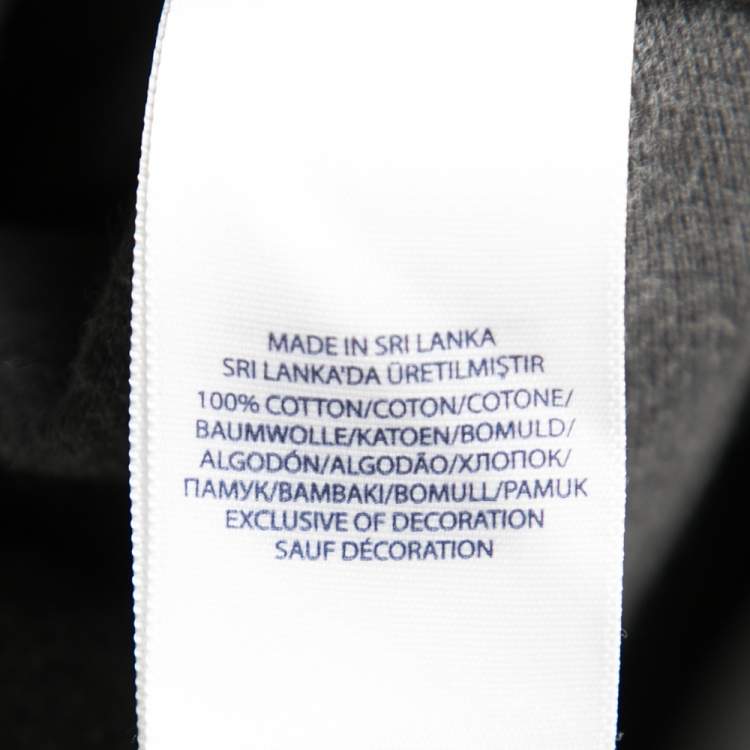 MADE IN SRI LANKA
SRI LANKA'DA ÜRETILMIŞTIR
100% COTTON/COTON/COTONE/
BAUMWOLLE/KATOEN/BOMULD/
ALGODÓN/ALGODÃO/ХЛОПОК/
ПАМУК/BAMBAKI/BOMULL/PAMUK
EXCLUSIVE OF DECORATION
SAUF DÉCORATION